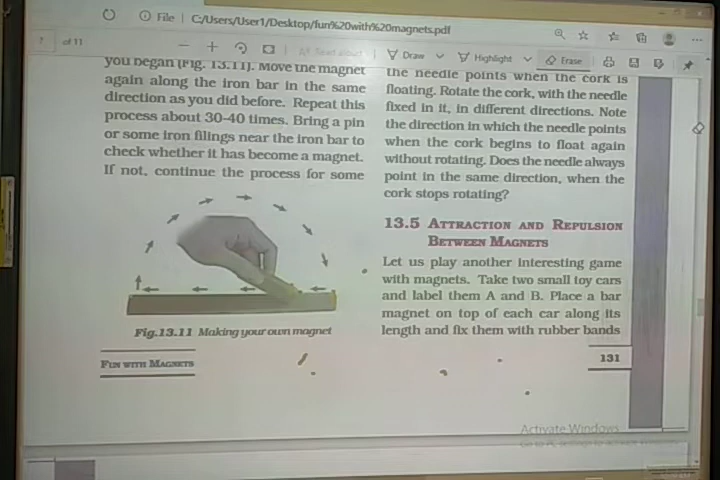 File
C:/Users/User1/Desktop/fun%20with%20magnets.pdf
7 of 11
Read aloud
Draw
Highlight
Erase
you began (Fig. 13.11). Move the magnet
again along the iron bar in the same
direction as you did before. Repeat this
process about 30-40 times. Bring a pin
or some iron filings near the iron bar to
check whether it has become a magnet.
If not, continue the process for some
Fig.13.11 Making your own magnet
FUN WITH MAGNETS
the needle points when the cork is
floating. Rotate the cork, with the needle
fixed in it, in different directions. Note
the direction in which the needle points
when the cork begins to float again
without rotating. Does the needle always
point in the same direction, when the
cork stops rotating?
13.5 ATTRACTION AND REPULSION
BETWEEN MAGNETS
Let us play another interesting game
with magnets. Take two small toy cars
and label them A and B. Place a bar
magnet on top of each car along its
length and fix them with rubber bands
131
Activate Windows